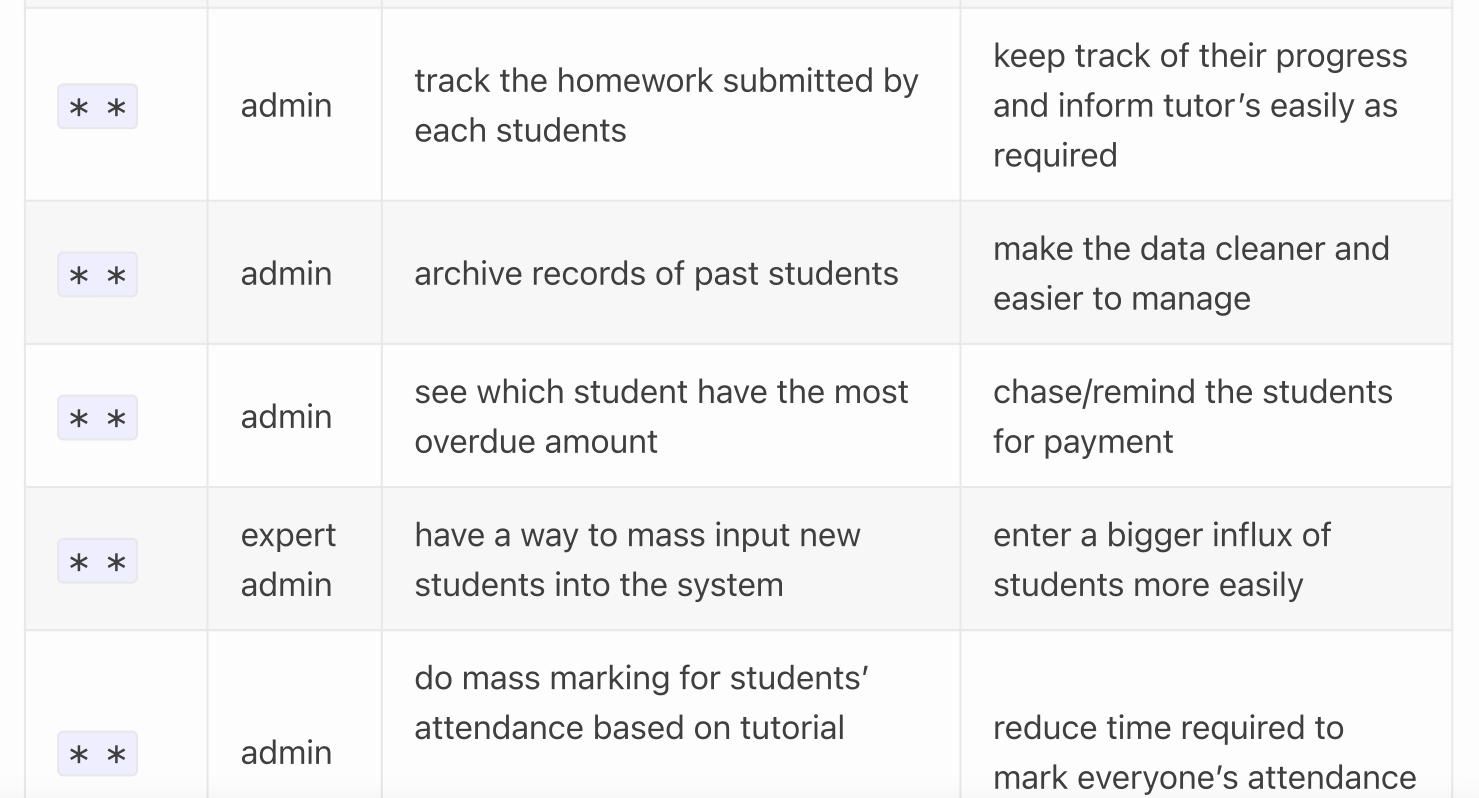 * * admin track the homework submitted by
each students keep track of their progress
and inform tutor’s easily as
required
* * admin archive records of past students make the data cleaner and
easier to manage
* * admin see which student have the most
overdue amount chase/remind the students
for payment
* * expert
admin have a way to mass input new
students into the system enter a bigger influx of
students more easily
* * admin do mass marking for students’
attendance based on tutorial reduce time required to
mark everyone’s attendance